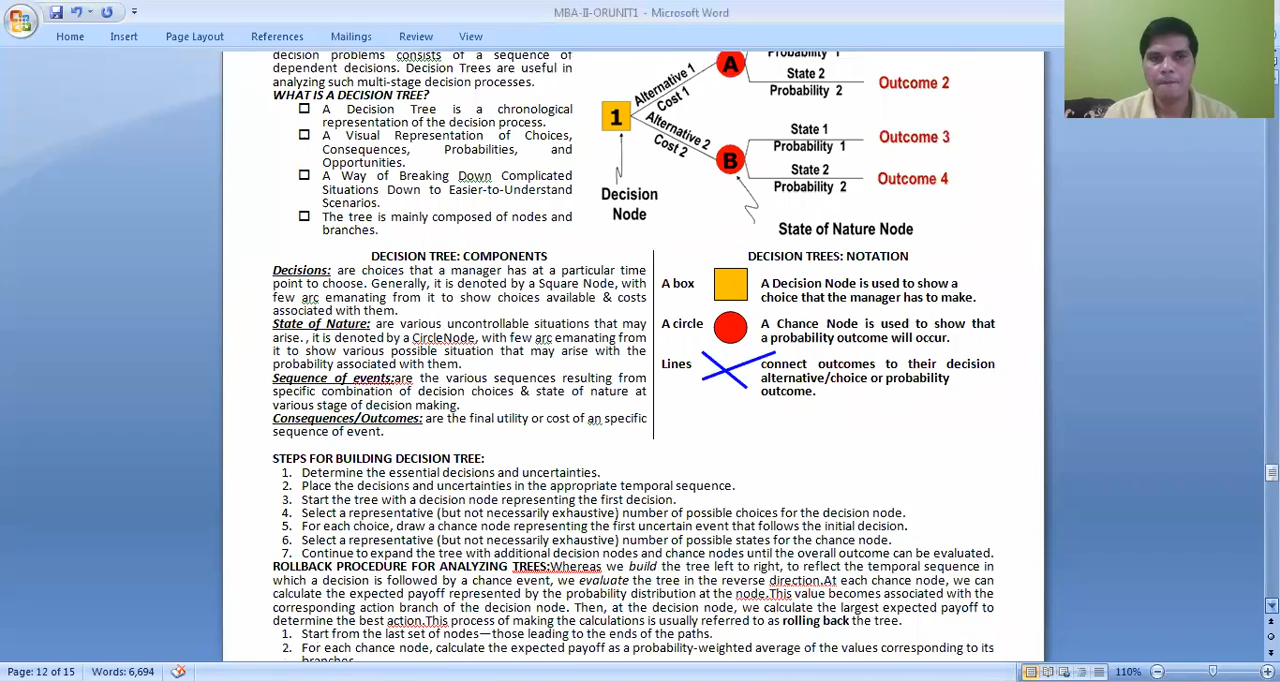 MBA-II-ORUNIT1 - Microsoft Word
Home Insert Page Layout References Mailings Review View
decision problems consists of a sequence of
dependent decisions. Decision Trees are useful in
analyzing such multi-stage decision processes.
WHAT IS A DECISION TREE?
A Decision Tree is a chronological
representation of the decision process.
A Visual Representation of Choices,
Consequences, Probabilities, and
Opportunities.
A Way of Breaking Down Complicated
Situations Down to Easier-to-Understand
Scenarios.
The tree is mainly composed of nodes and
branches.
1
Alternative 1
Cost 1
Alternative 2
Cost 2
A
Probability 1
State 2
Probability 2
Outcome 2
B
State 1
Probability 1
Outcome 3
State 2
Probability 2
Outcome 4
Decision
Node
State of Nature Node
DECISION TREE: COMPONENTS
Decisions: are choices that a manager has at a particular time
point to choose. Generally, it is denoted by a Square Node, with
few arc emanating from it to show choices available & costs
associated with them.
State of Nature: are various uncontrollable situations that may
arise., it is denoted by a CircleNode, with few arc emanating from
it to show various possible situation that may arise with the
probability associated with them.
Sequence of events:are the various sequences resulting from
specific combination of decision choices & state of nature at
various stage of decision making.
Consequences/Outcomes: are the final utility or cost of an specific
sequence of event.
DECISION TREES: NOTATION
A box
A Decision Node is used to show a
choice that the manager has to make.
A circle
A Chance Node is used to show that
a probability outcome will occur.
Lines
connect outcomes to their decision
alternative/choice or probability
outcome.
STEPS FOR BUILDING DECISION TREE:
1. Determine the essential decisions and uncertainties.
2. Place the decisions and uncertainties in the appropriate temporal sequence.
3. Start the tree with a decision node representing the first decision.
4. Select a representative (but not necessarily exhaustive) number of possible choices for the decision node.
5. For each choice, draw a chance node representing the first uncertain event that follows the initial decision.
6. Select a representative (but not necessarily exhaustive) number of possible states for the chance node.
7. Continue to expand the tree with additional decision nodes and chance nodes until the overall outcome can be evaluated.
ROLLBACK PROCEDURE FOR ANALYZING TREES:Whereas we build the tree left to right, to reflect the temporal sequence in
which a decision is followed by a chance event, we evaluate the tree in the reverse direction.At each chance node, we can
calculate the expected payoff represented by the probability distribution at the node.This value becomes associated with the
corresponding action branch of the decision node. Then, at the decision node, we calculate the largest expected payoff to
determine the best action.This process of making the calculations is usually referred to as rolling back the tree.
1. Start from the last set of nodes—those leading to the ends of the paths.
2. For each chance node, calculate the expected payoff as a probability-weighted average of the values corresponding to its
branches.
Page: 12 of 15 Words: 6,694 110%